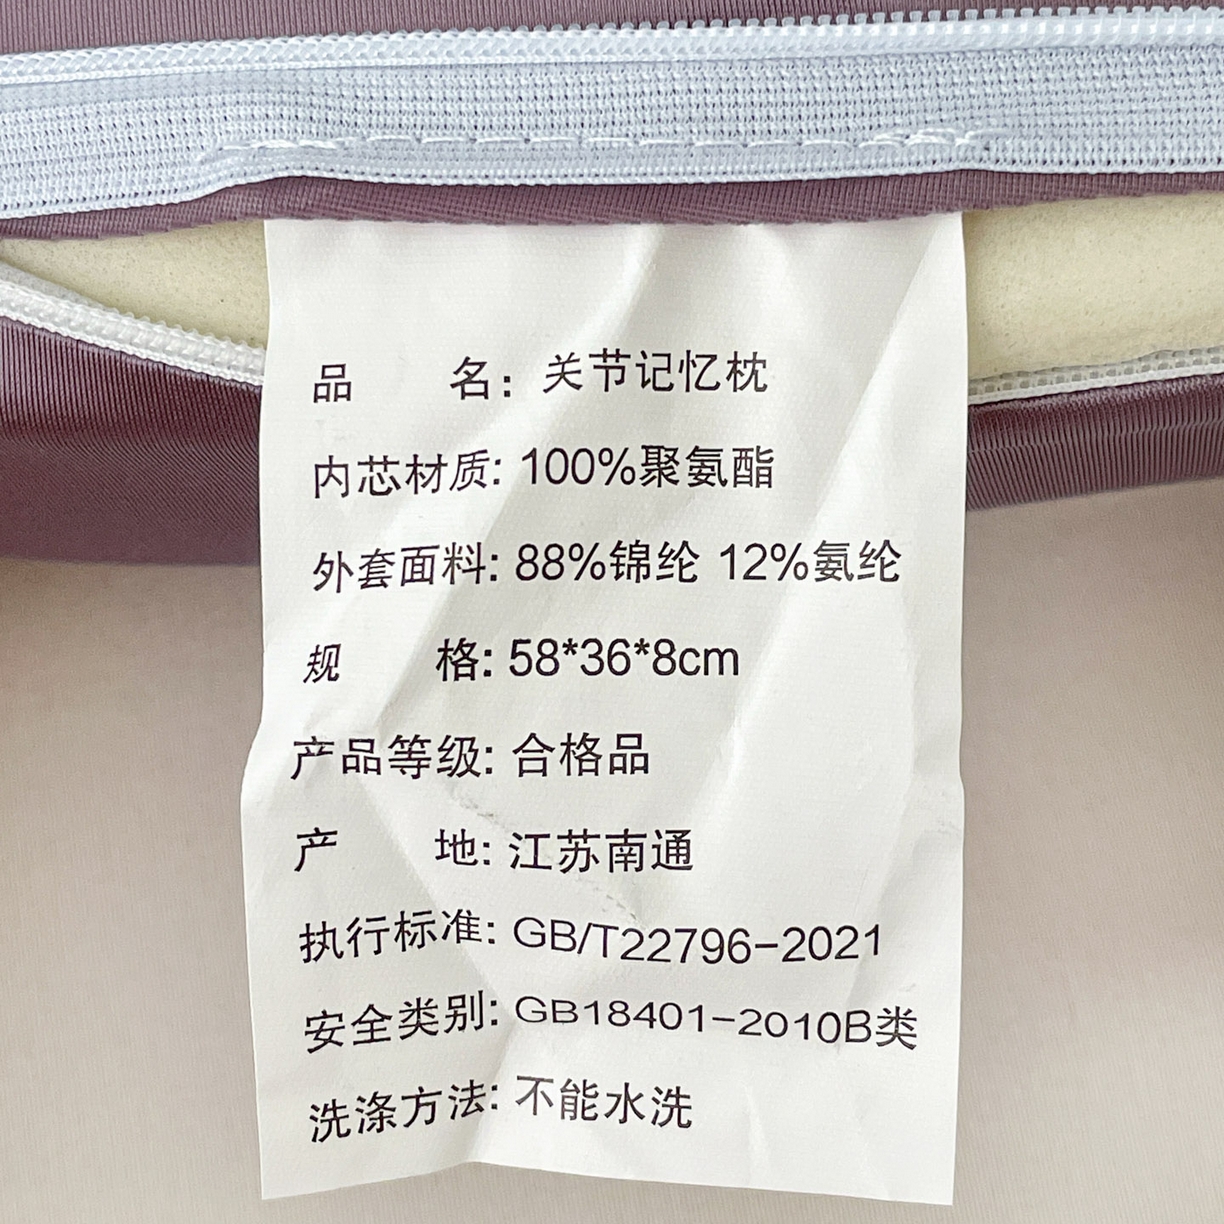 品 名：关节记忆枕
内芯材质：100%聚氨酯
外套面料：88%锦纶 12%氨纶
规 格：58*36*8cm
产品等级：合格品
产 地：江苏南通
执行标准：GB/T22796-2021
安全类别：GB18401-2010B类
洗涤方法：不能水洗